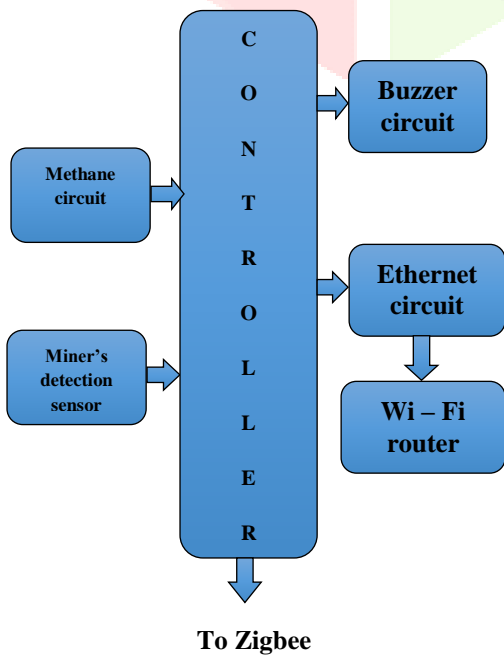 C
O
N
T
R
O
L
L
E
R
Methane
circuit
Miner’s
detection
sensor
Buzzer
circuit
Ethernet
circuit
Wi – Fi
router
To Zigbee